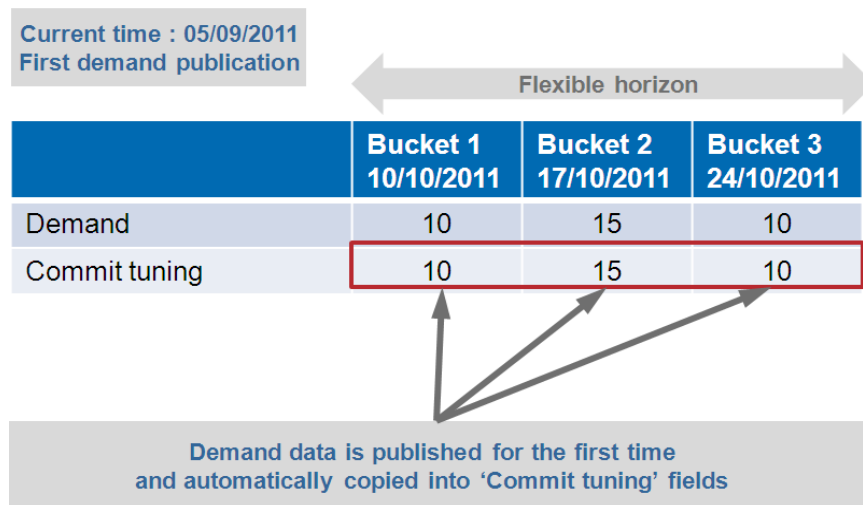 Current time : 05/09/2011
First demand publication
Flexible horizon
Bucket 1 Bucket 2 Bucket 3
10/10/2011 17/10/2011 24/10/2011
Demand 10 15 10
Commit tuning 10 15 10
Demand data is published for the first time
and automatically copied into ‘Commit tuning’ fields